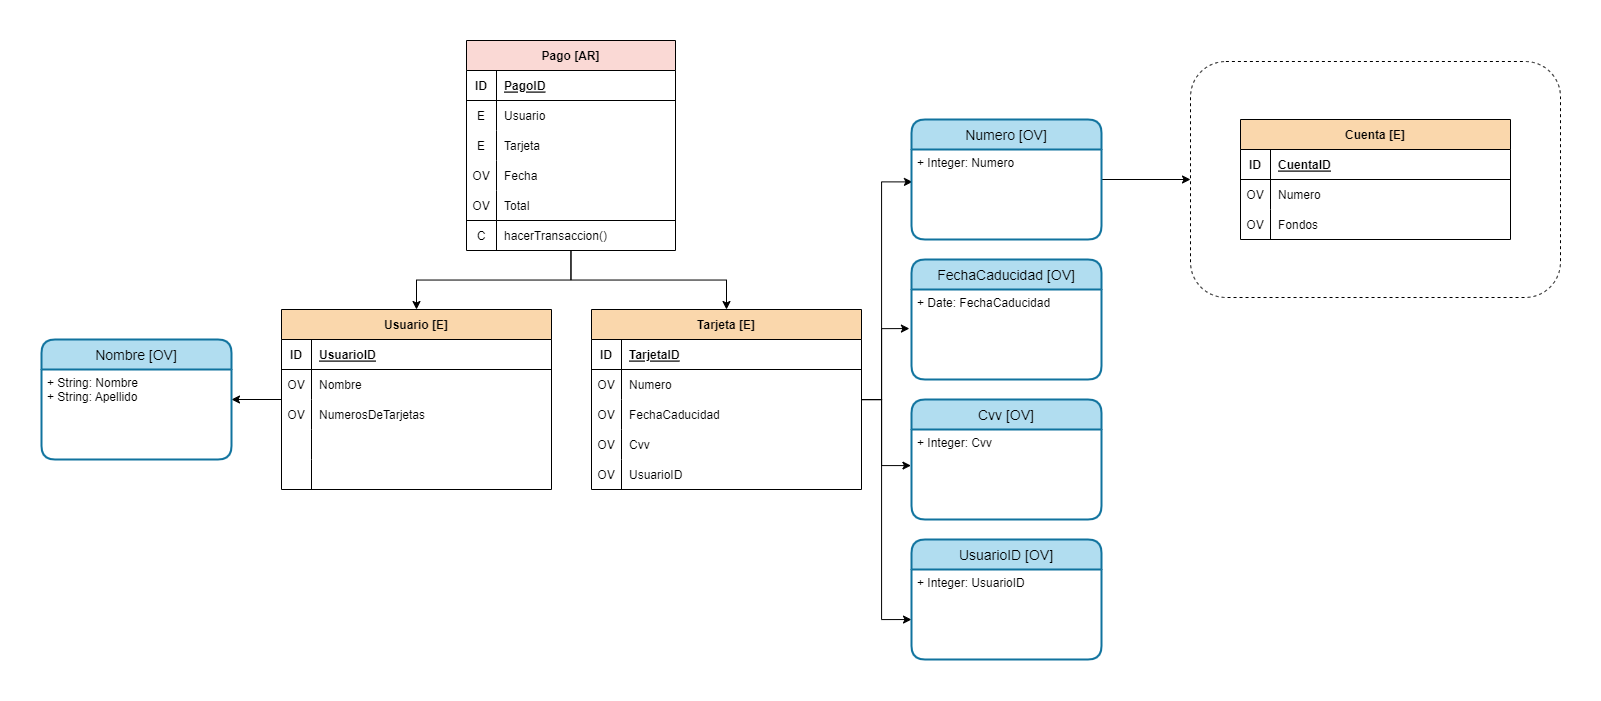 Pago [AR]
ID PagoID
E Usuario
E Tarjeta
OV Fecha
OV Total
C hacerTransaccion()
Nombre [OV]
+ String: Nombre
+ String: Apellido
Usuario [E]
ID UsuarioID
OV Nombre
OV NumerosDeTarjetas
Tarjeta [E]
ID TarjetaID
OV Numero
OV FechaCaducidad
OV Cvv
OV UsuarioID
Numero [OV]
+ Integer: Numero
FechaCaducidad [OV]
+ Date: FechaCaducidad
Cvv [OV]
+ Integer: Cvv
UsuarioID [OV]
+ Integer: UsuarioID
Cuenta [E]
ID CuentaID
OV Numero
OV Fondos